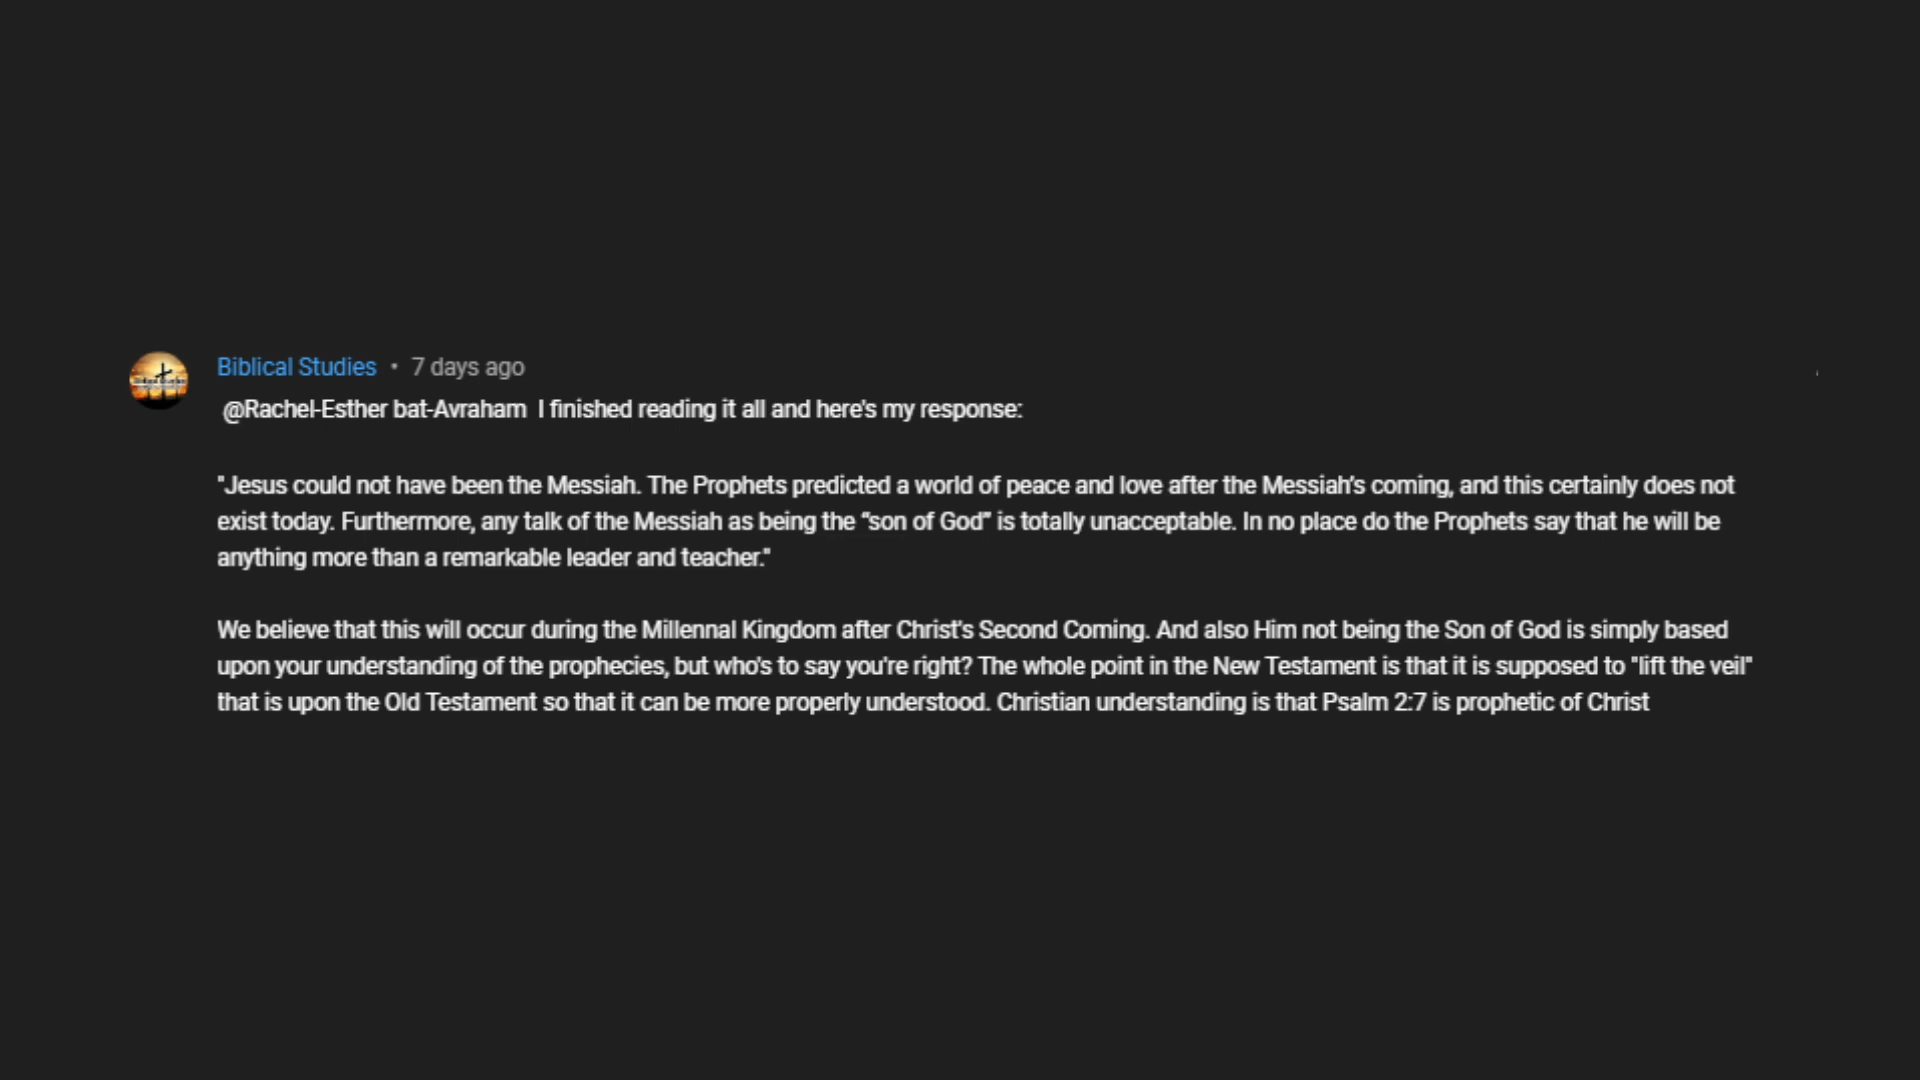 Biblical Studies • 7 days ago
@Rachel-Esther bat-Avraham I finished reading it all and here's my response:
"Jesus could not have been the Messiah. The Prophets predicted a world of peace and love after the Messiah's coming, and this certainly does not
exist today. Furthermore, any talk of the Messiah as being the “son of God” is totally unacceptable. In no place do the Prophets say that he will be
anything more than a remarkable leader and teacher."
We believe that this will occur during the Millennal Kingdom after Christ's Second Coming. And also Him not being the Son of God is simply based
upon your understanding of the prophecies, but who's to say you're right? The whole point in the New Testament is that it is supposed to "lift the veil"
that is upon the Old Testament so that it can be more properly understood. Christian understanding is that Psalm 2:7 is prophetic of Christ